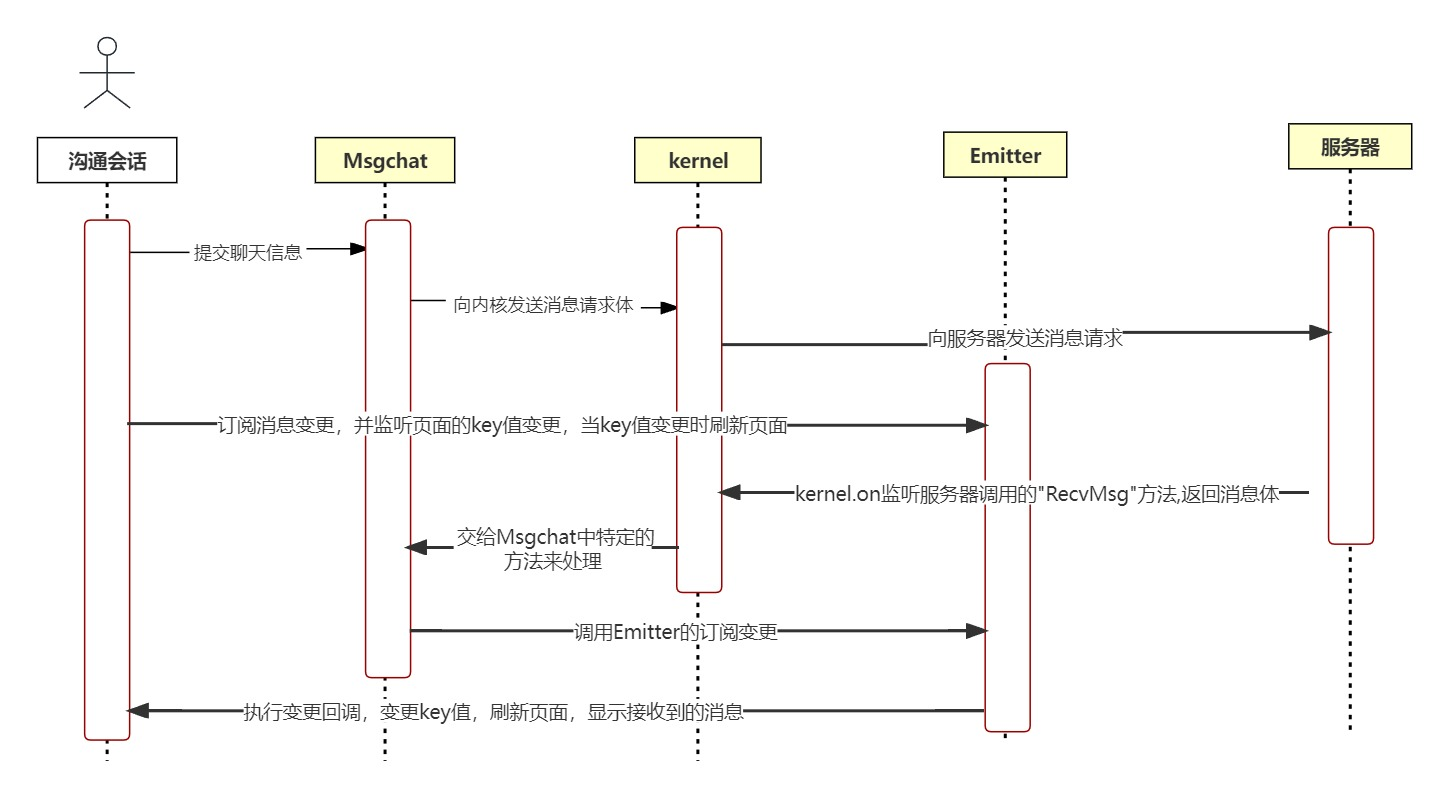 沟通会话
Msgchat
kernel
Emitter
服务器
提交聊天信息
向内核发送消息请求体
向服务器发送消息请求
订阅消息变更，并监听页面的key值变更，当key值变更时刷新页面
kernel.on监听服务器调用的"RecvMsg"方法,返回消息体
交给Msgchat中特定的
方法来处理
调用Emitter的订阅变更
执行变更回调，变更key值，刷新页面，显示接收到的消息